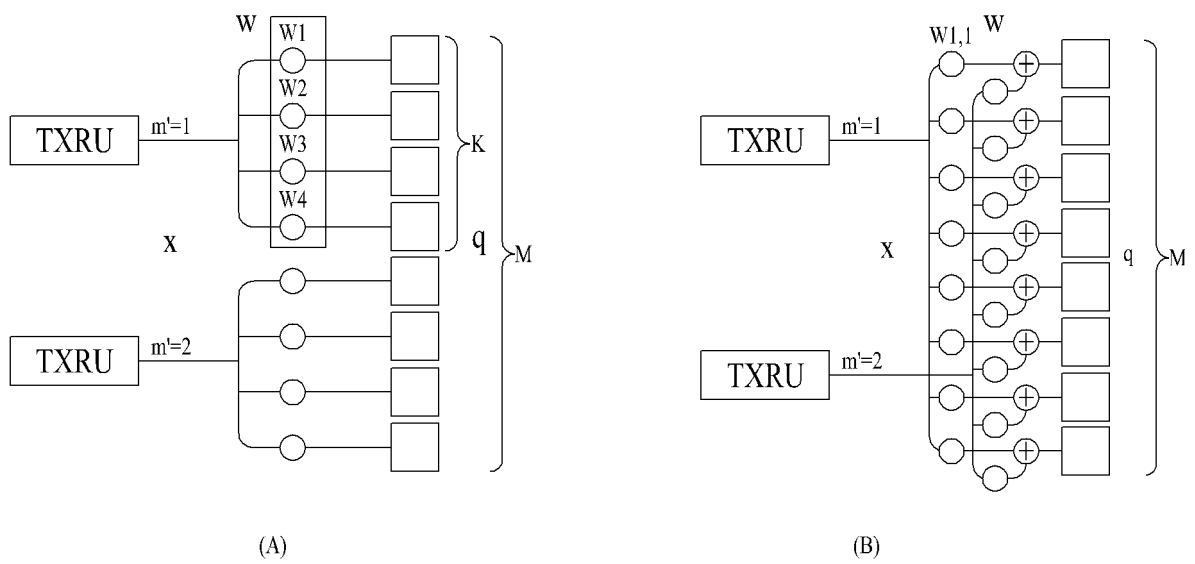 W
W1
W2
W3
W4
TXRU
m'=1
K
X
q
M
TXRU
m'=2
(A)
W
W1,1
TXRU
m'=1
+
+
+
+
+
+
+
+
X
q
M
TXRU
m'=2
(B)